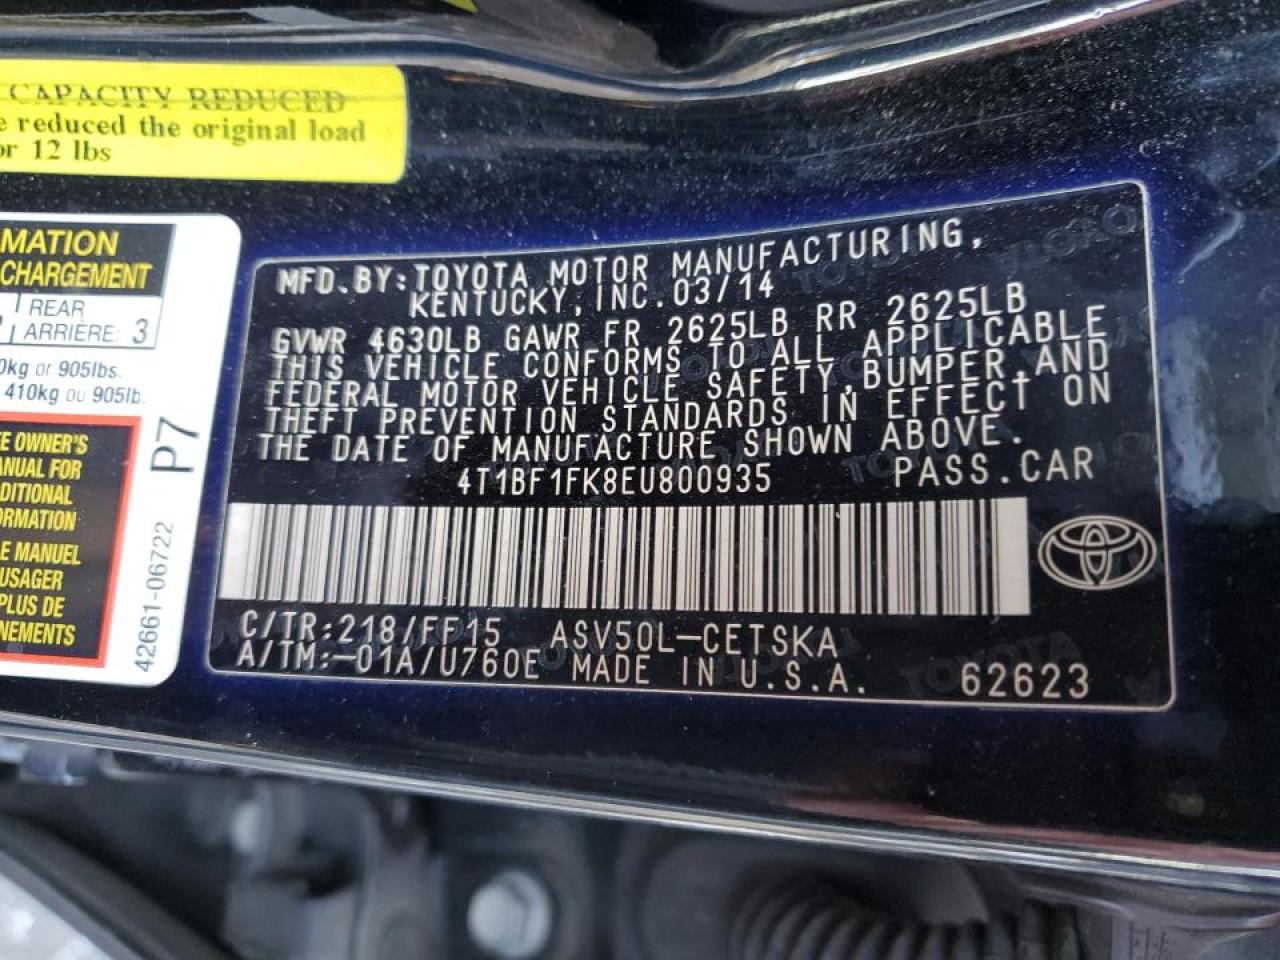 CAPACITY REDUCED
e reduced the original load
or 12 lbs
MATION
CHARGEMENT
REAR
ARRIÈRE: 3
0kg or 905lbs.
410kg ou 905lb.
E OWNER'S
ANUAL FOR
DITIONAL
ORMATION
LE MANUEL
USAGER
PLUS DE
NEMENTS
P7
42661-06722
MFD.BY:TOYOTA MOTOR MANUFACTURING,
KENTUCKY,INC.03/14
GVWR 4630LB GAWR FR 2625LB RR 2625LB
THIS VEHICLE CONFORMS TO ALL APPLICABLE
FEDERAL MOTOR VEHICLE SAFETY,BUMPER,AND
THEFT PREVENTION STANDARDS IN EFFECT ON
THE DATE OF MANUFACTURE SHOWN ABOVE.
4T1BF1FK8EU800935 PASS.CAR
C/TR:218/FF15 ASV50L-CETSKA
A/TM:-01A/U760E MADE IN U.S.A. 62623